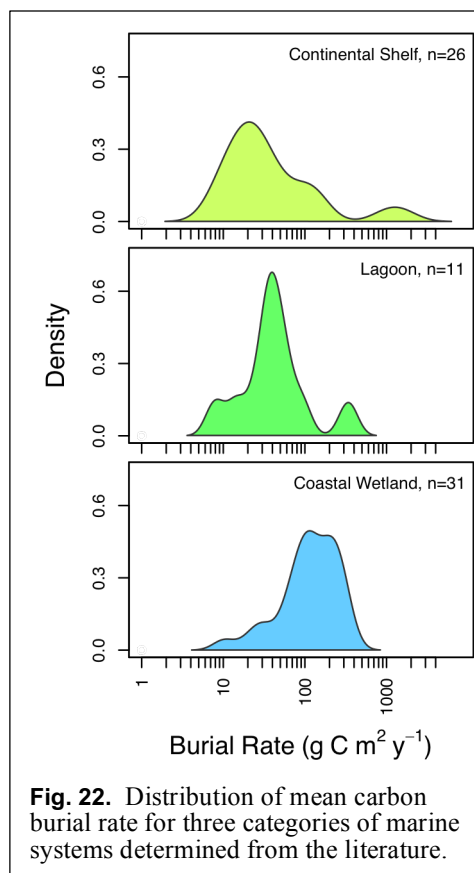 Continental Shelf, n=26
0.6
0.3
0.0
Lagoon, n=11
0.6
0.3
0.0
Density
Coastal Wetland, n=31
0.6
0.3
0.0
1
10
100
1000
Burial Rate (g C m² y⁻¹)
Fig. 22. Distribution of mean carbon
burial rate for three categories of marine
systems determined from the literature.